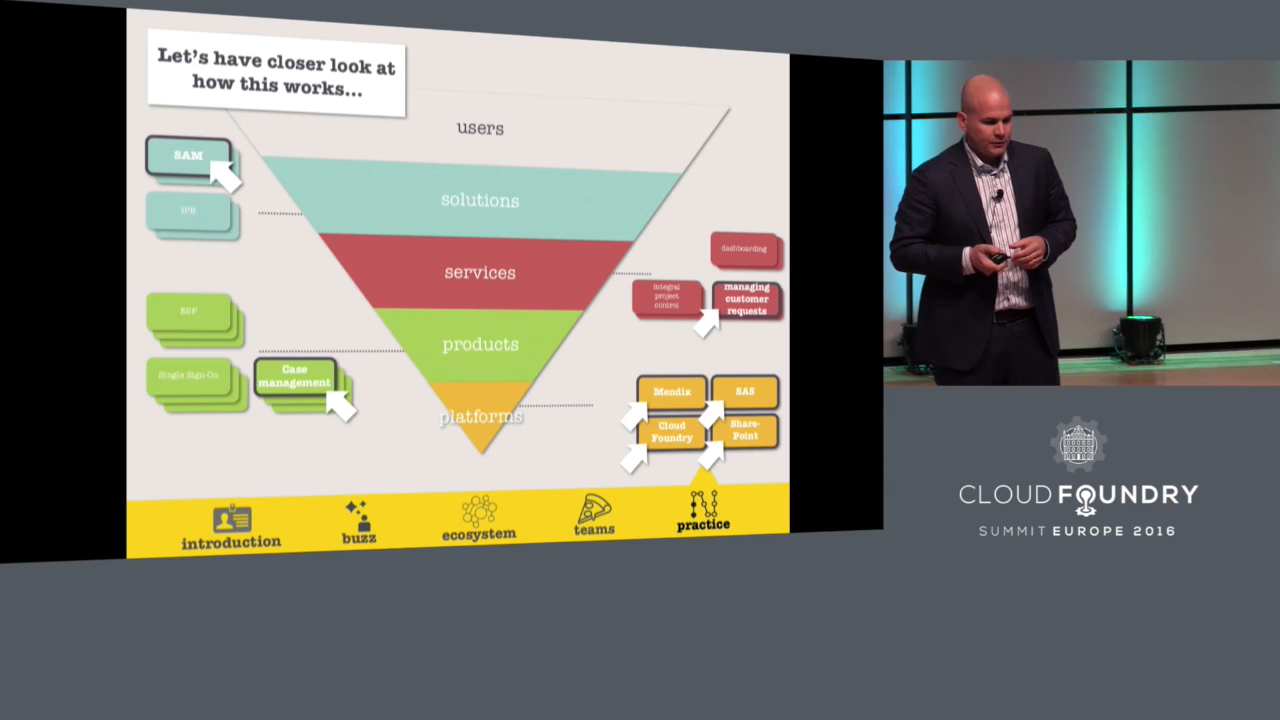 Let's have closer look at
how this works...
users
SAM
solutions
IPB
dashboarding
services
integral
project
control
managing
customer
requests
ESF
products
Single Sign-On
Case
management
Mendix
SAS
platforms
Cloud
Foundry
Share-
Point
introduction
buzz
ecosystem
teams
practice
CLOUD FOUNDRY
SUMMIT EUROPE 2016